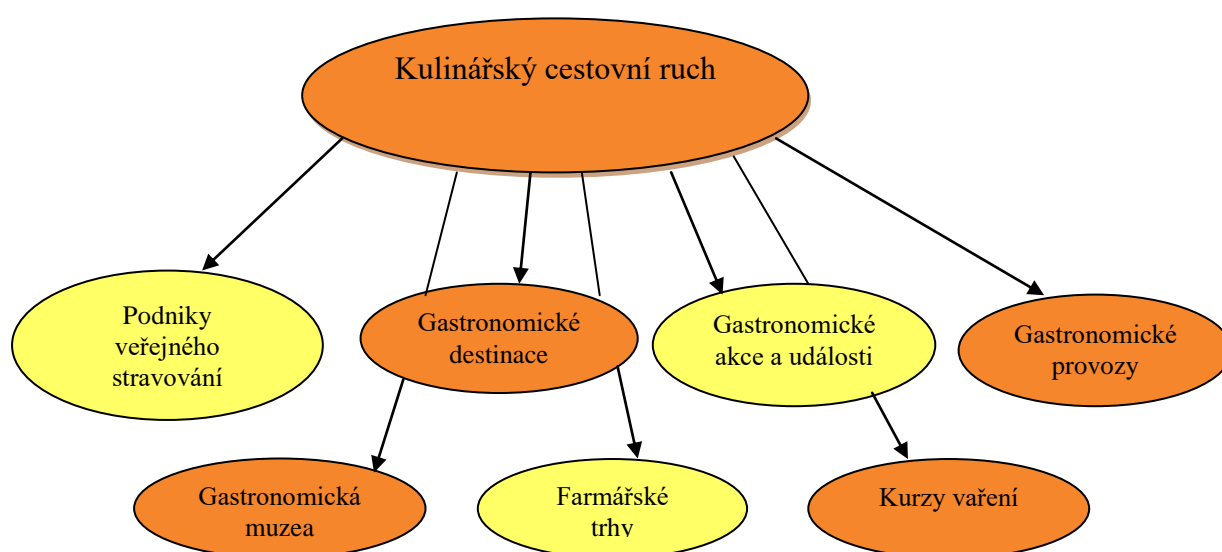 Kulinářský cestovní ruch
Podniky
veřejného
stravování
Gastronomické
destinace
Gastronomické
akce a události
Gastronomické
provozy
Gastronomická
muzea
Farmářské
trhy
Kurzy vaření